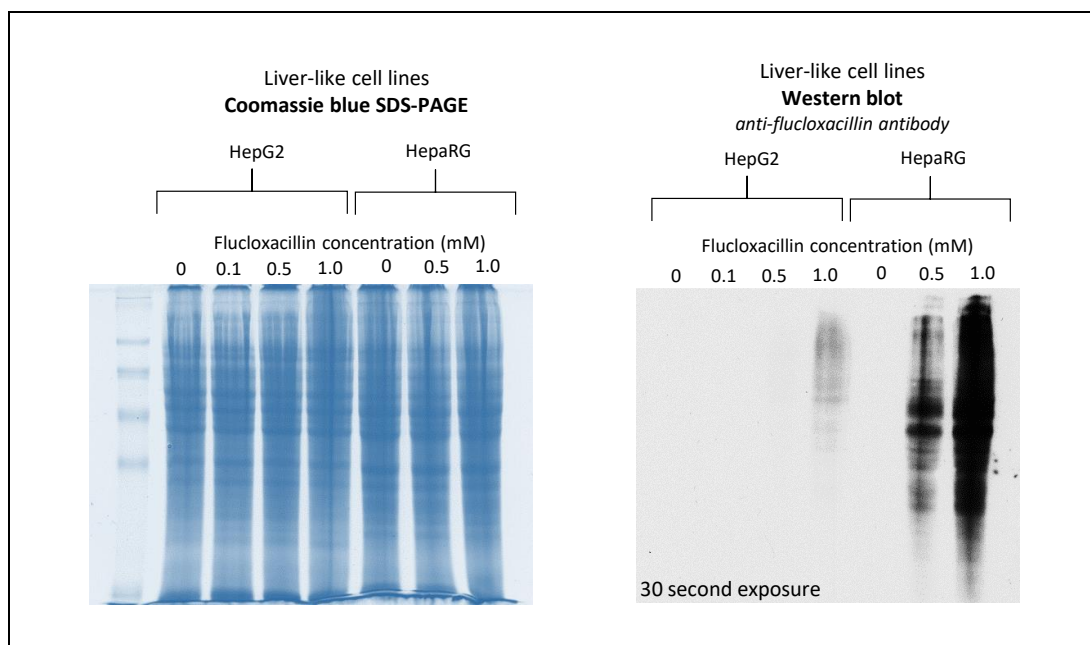 Liver-like cell lines
Coomassie blue SDS-PAGE
HepG2 HepaRG
Flucloxacillin concentration (mM)
0 0.1 0.5 1.0 0 0.5 1.0
Liver-like cell lines
Western blot
anti-flucloxacillin antibody
HepG2 HepaRG
Flucloxacillin concentration (mM)
0 0.1 0.5 1.0 0 0.5 1.0
30 second exposure